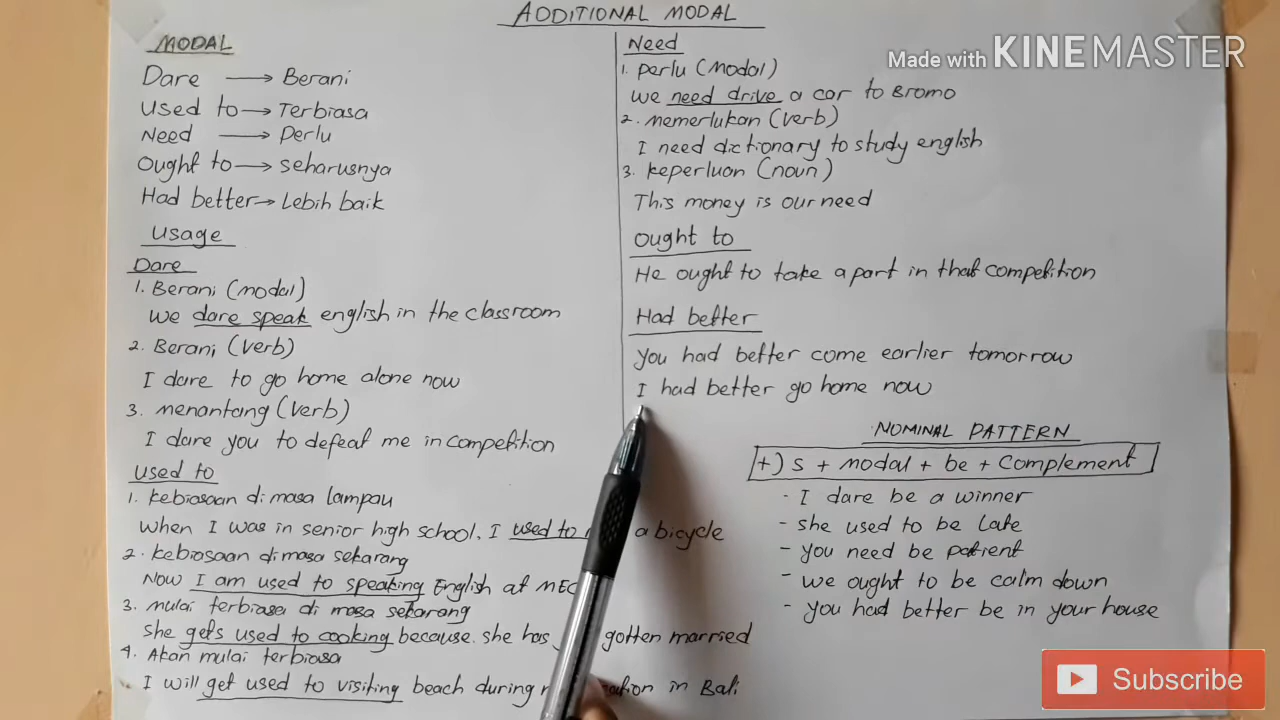 ADDITIONAL MODAL
MODAL
Dare → Berani
Used to → Terbiasa
Need → Perlu
Ought to → seharusnya
Had better → Lebih baik
Usage
Dare
1. Berani (modal)
We dare speak english in the classroom
2. Berani (Verb)
I dare to go home alone now
3. menantang (Verb)
I dare you to defeat me in competition
Used to
1. kebiasaan di masa lampau
When I was in senior high school, I used to a bicycle
2. kebiasaan di masa sekarang
Now I am used to speaking English at MEC
3. mulai terbiasa di masa sekarang
She gets used to cooking because she has gotten married
4. Akan mulai terbiasa
I will get used to visiting beach during in Bali
Need
1. perlu (modal)
We need drive a car to Bromo
2. memerlukan (verb)
I need dictionary to study english
3. keperluan (noun)
This money is our need
Ought to
He ought to take a part in that competition
Had better
You had better come earlier tomorrow
I had better go home now
NOMINAL PATTERN
+) S + modal + be + Complement
- I dare be a winner
- she used to be late
- you need be patient
- we ought to be calm down
- you had better be in your house
Made with KINEMASTER
Subscribe